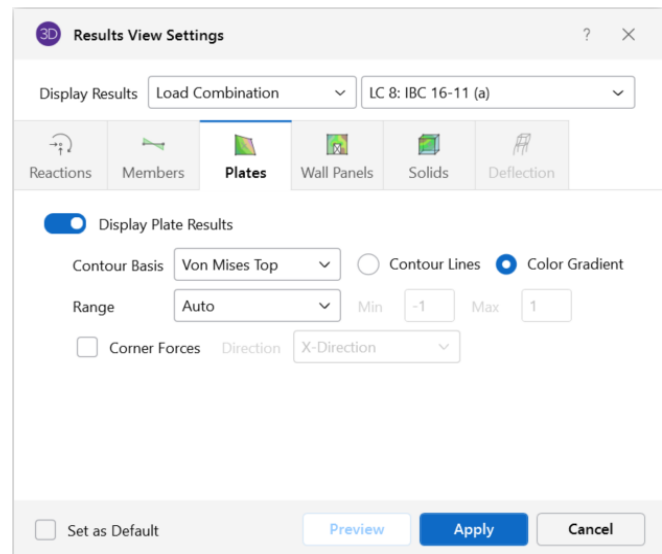 3D Results View Settings ?
Display Results Load Combination LC 8: IBC 16-11 (a)
Reactions Members Plates Wall Panels Solids Deflection
Display Plate Results
Contour Basis Von Mises Top Contour Lines Color Gradient
Range Auto Min -1 Max 1
Corner Forces Direction X-Direction
Set as Default Preview Apply Cancel